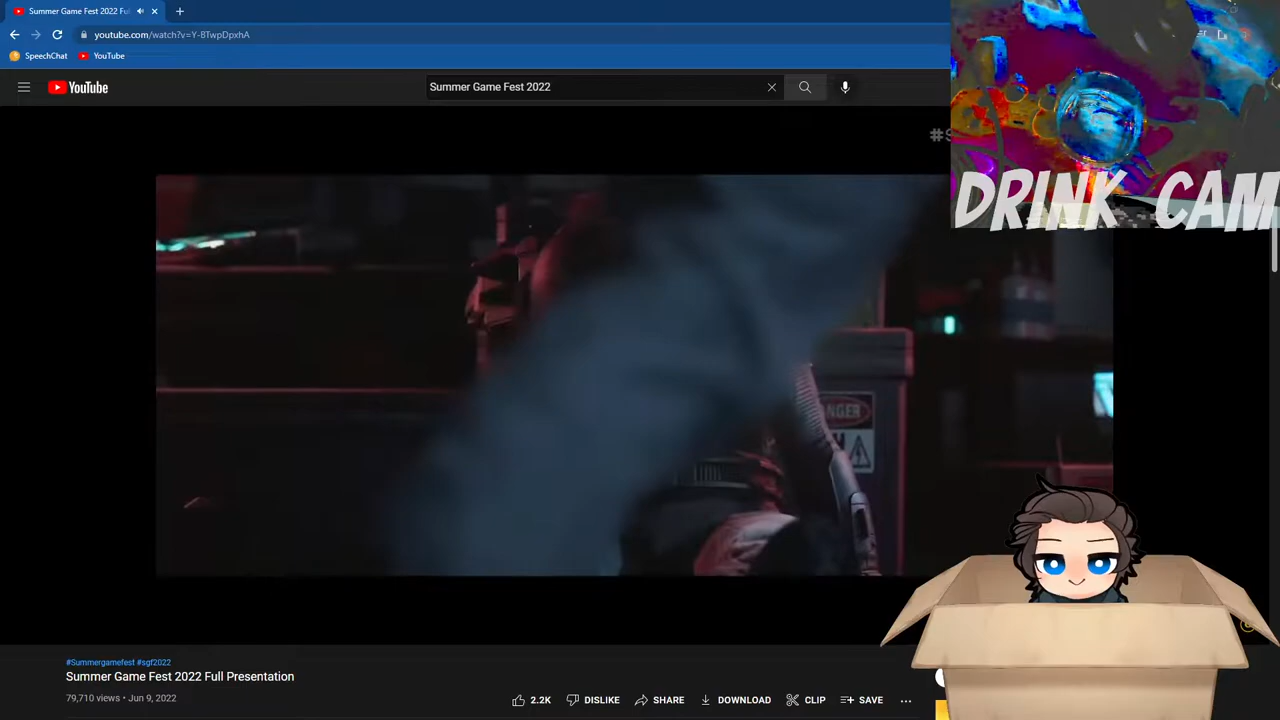 Summer Game Fest 2022 Ful
youtube.com/watch?v=Y-BTwpDpxhA
SpeechChat
YouTube
YouTube
Summer Game Fest 2022
#S
DRINK CAM
DANGER
#Summergamefest #sgf2022
Summer Game Fest 2022 Full Presentation
79,710 views • Jun 9, 2022
2.2K DISLIKE SHARE DOWNLOAD CLIP SAVE